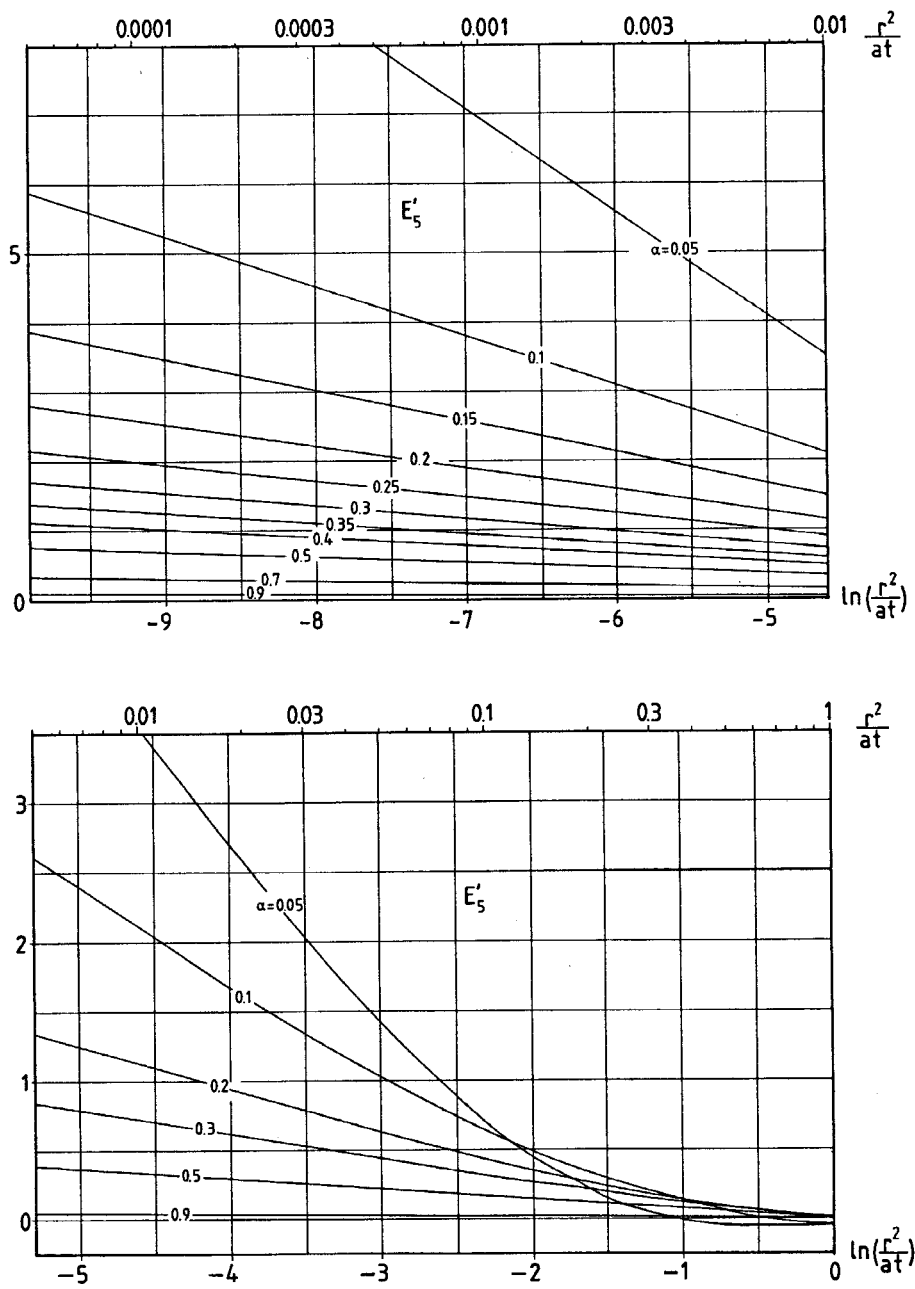 0.0001 0.0003 0.001 0.003 0.01 r²/at
E₅′
5
α=0.05
0.1
0.15
0.2
0.25
0.3
0.35
0.4
0.5
0.7
0.9
0
-9 -8 -7 -6 -5 ln(r²/at)
0.01 0.03 0.1 0.3 1 r²/at
3
E₅′
α=0.05
2
0.1
1
0.2
0.3
0.5
0.9
0
-5 -4 -3 -2 -1 0 ln(r²/at)